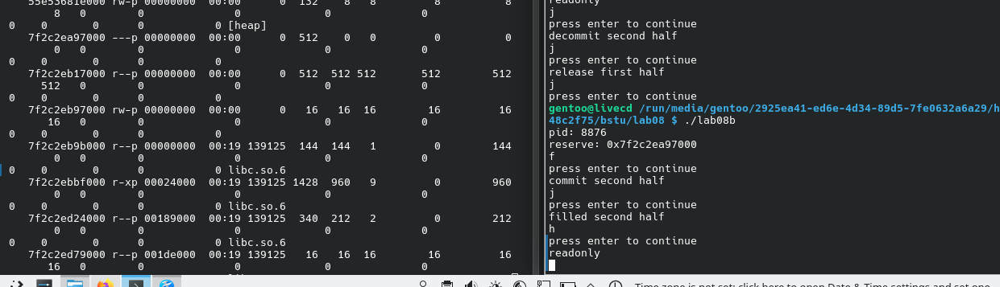 55e53681e000 rw-p 00000000 00:00 0 132 8 8 8 8
8 0 0 0 0
0 0 0 0 0 [heap]
7f2c2ea97000 ---p 00000000 00:00 0 512 0 0 0 0
0 0 0 0 0
0 0 0 0 0
7f2c2eb17000 r--p 00000000 00:00 0 512 512 512 512 512
512 0 0 0 0
0 0 0 0 0
7f2c2eb97000 rw-p 00000000 00:00 0 16 16 16 16 16
16 0 0 0 0
0 0 0 0 0
7f2c2eb9b000 r--p 00000000 00:19 139125 144 144 1 0 144
0 0 0 0 0
0 0 0 0 0 libc.so.6
7f2c2ebbf000 r-xp 00024000 00:19 139125 1428 960 9 0 960
0 0 0 0 0
0 0 0 0 0 libc.so.6
7f2c2ed24000 r--p 00189000 00:19 139125 340 212 2 0 212
0 0 0 0 0
0 0 0 0 0 libc.so.6
7f2c2ed79000 r--p 001de000 00:19 139125 16 16 16 16 16
16 0 0 0 0
readonly
j
press enter to continue
decommit second half
j
press enter to continue
release first half
j
press enter to continue
gentoo@livecd /run/media/gentoo/2925ea41-ed6e-4d34-89d5-7fe0632a6a29/h
48c2f75/bstu/lab08 $ ./lab08b
pid: 8876
reserve: 0x7f2c2ea97000
f
press enter to continue
commit second half
j
press enter to continue
filled second half
h
press enter to continue
readonly
Time zone is not set; click here to open Date & Time settings and set one